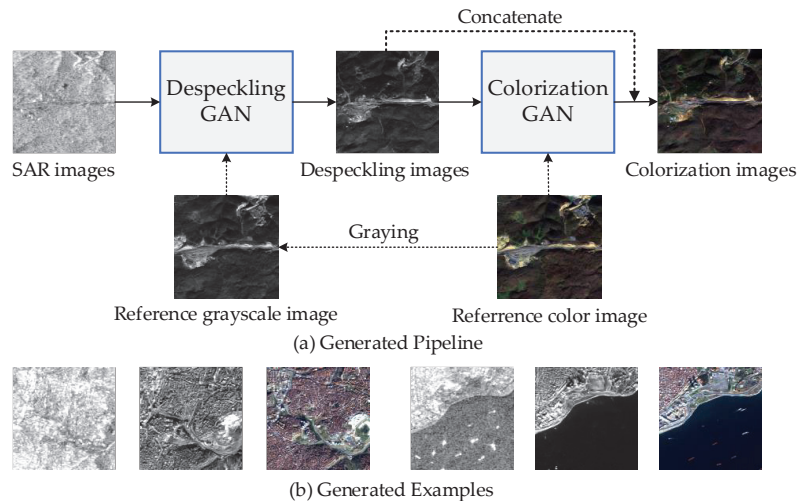 Concatenate
Despeckling
GAN
Colorization
GAN
SAR images
Despeckling images
Colorization images
Graying
Reference grayscale image
Referrence color image
(a) Generated Pipeline
(b) Generated Examples